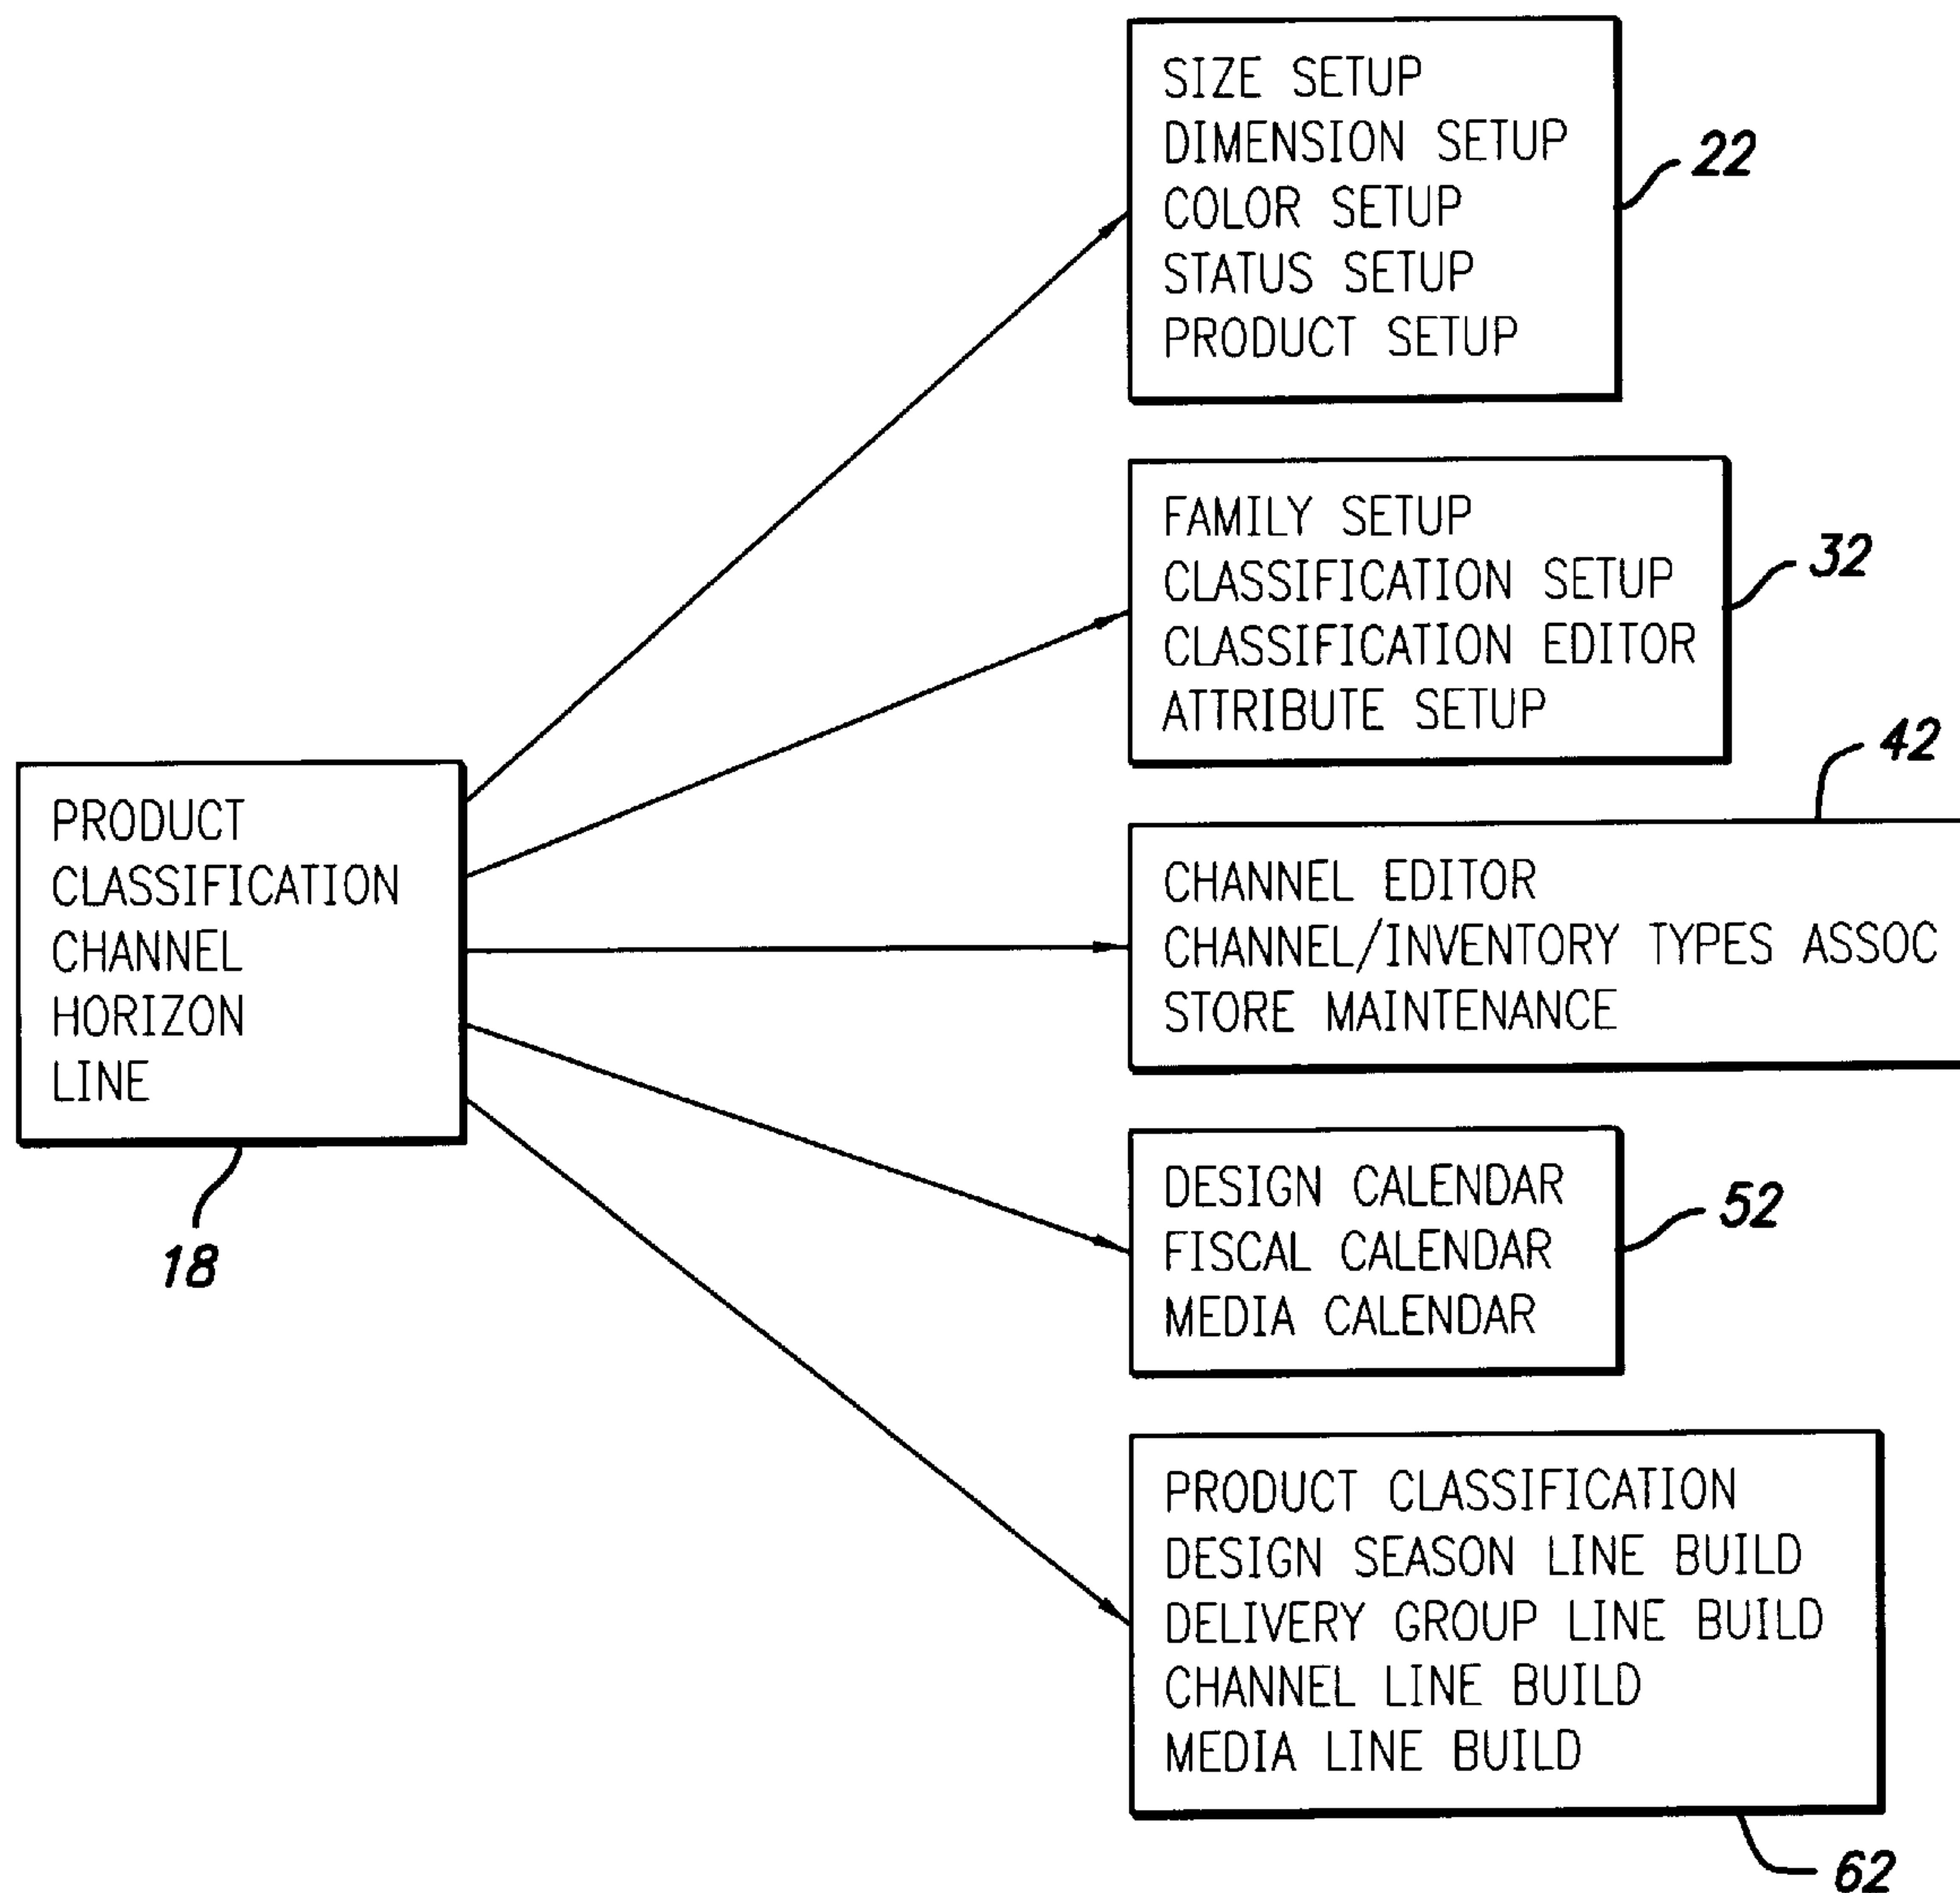 SIZE SETUP
DIMENSION SETUP
COLOR SETUP
STATUS SETUP
PRODUCT SETUP
22
FAMILY SETUP
CLASSIFICATION SETUP
CLASSIFICATION EDITOR
ATTRIBUTE SETUP
32
PRODUCT
CLASSIFICATION
CHANNEL
HORIZON
LINE
18
42
CHANNEL EDITOR
CHANNEL/INVENTORY TYPES ASSOC
STORE MAINTENANCE
DESIGN CALENDAR
FISCAL CALENDAR
MEDIA CALENDAR
52
PRODUCT CLASSIFICATION
DESIGN SEASON LINE BUILD
DELIVERY GROUP LINE BUILD
CHANNEL LINE BUILD
MEDIA LINE BUILD
62